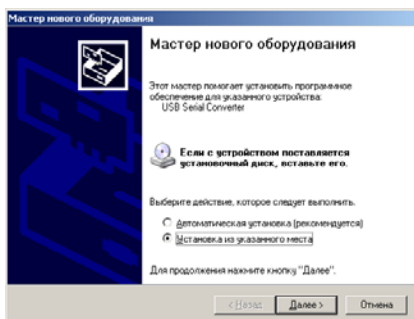 Мастер нового оборудования
Мастер нового оборудования
Этот мастер помогает установить программное
обеспечение для указанного устройства:
USB Serial Converter
Если с устройством поставляется
установочный диск, вставьте его.
Выберите действие, которое следует выполнить.
Автоматическая установка (рекомендуется)
Установка из указанного места
Для продолжения нажмите кнопку "Далее".
< Назад Далее > Отмена